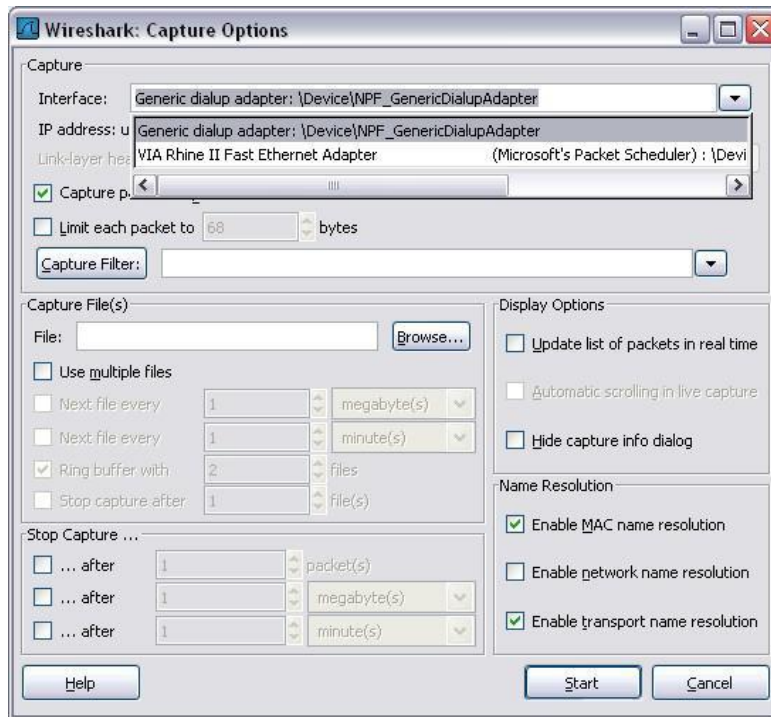 Wireshark: Capture Options
Capture
Interface: Generic dialup adapter: \Device\NPF_GenericDialupAdapter
Generic dialup adapter: \Device\NPF_GenericDialupAdapter
IP address: u
VIA Rhine II Fast Ethernet Adapter (Microsoft's Packet Scheduler) : \Devi
Link-layer hea
Capture p
Limit each packet to 68 bytes
Capture Filter:
Capture File(s)
File: Browse...
Use multiple files
Next file every 1 megabyte(s)
Next file every 1 minute(s)
Ring buffer with 2 files
Stop capture after 1 file(s)
Stop Capture ...
... after 1 packet(s)
... after 1 megabyte(s)
... after 1 minute(s)
Display Options
Update list of packets in real time
Automatic scrolling in live capture
Hide capture info dialog
Name Resolution
Enable MAC name resolution
Enable network name resolution
Enable transport name resolution
Help Start Cancel